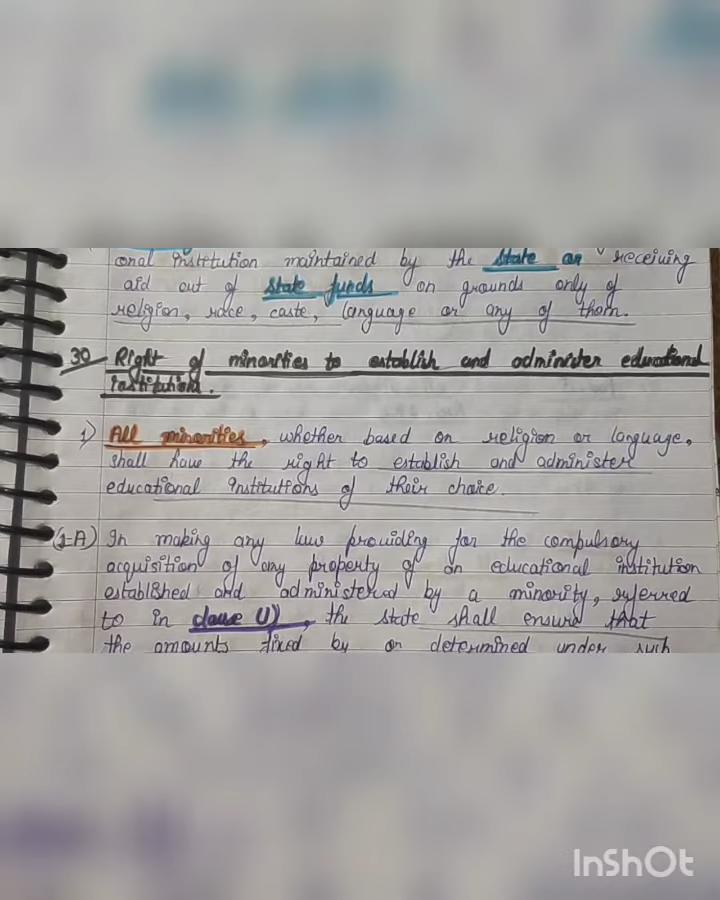 onal institution maintained by the state or receiving
aid out of state funds on grounds only of
religion, race, caste, language or any of them.
30 Right of minorities to establish and administer educational
institutions.
1) All minorities, whether based on religion or language,
shall have the right to establish and administer
educational institutions of their choice.
(1-A) In making any law providing for the compulsory
acquisition of any property of an educational institution
established and administered by a minority, referred
to in clause (1), the state shall ensure that
the amounts fixed by or determined under such
InShOt